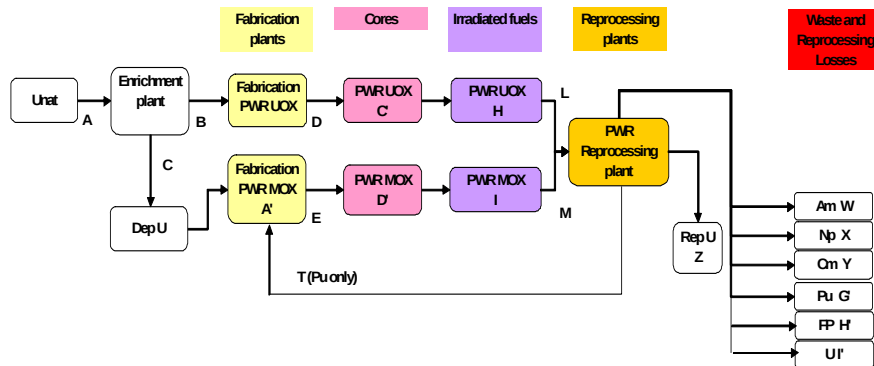 Fabrication
plants
Cores
Irradiated fuels
Reprocessing
plants
Waste and
Reprocessing
Losses
Unat
A
Enrichment
plant
B
Fabrication
PWR UOX
D
PWR UOX
C'
PWR UOX
H
L
PWR
Reprocessing
plant
C
Dep U
Fabrication
PWR MOX
A'
E
PWR MOX
D'
PWR MOX
I
M
Rep U
Z
T (Pu only)
Am W
Np X
Cm Y
Pu G'
FP H'
U I'